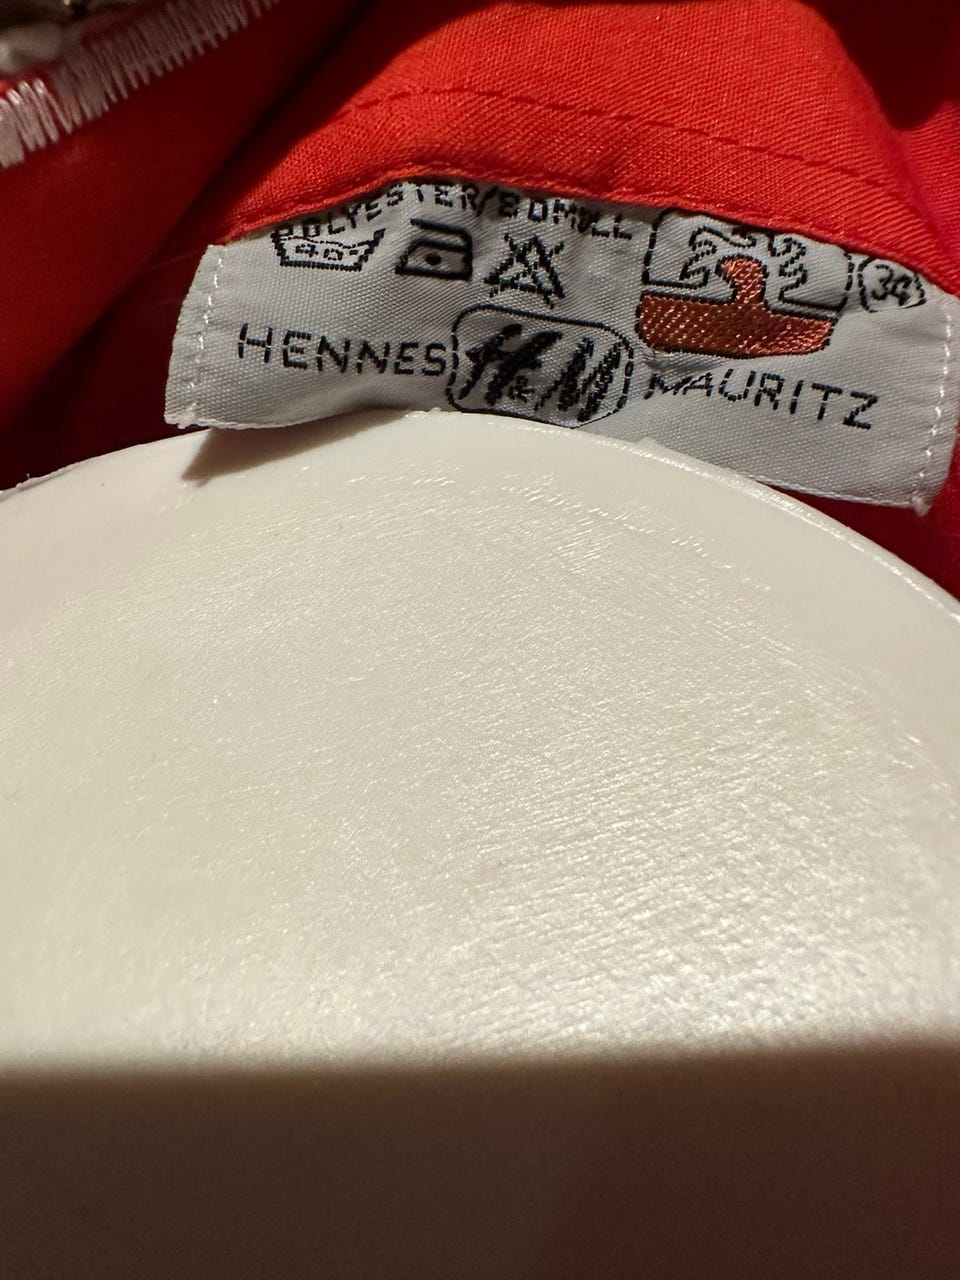 POLYESTER/BOMULL
40°
34
HENNES H&M MAURITZ